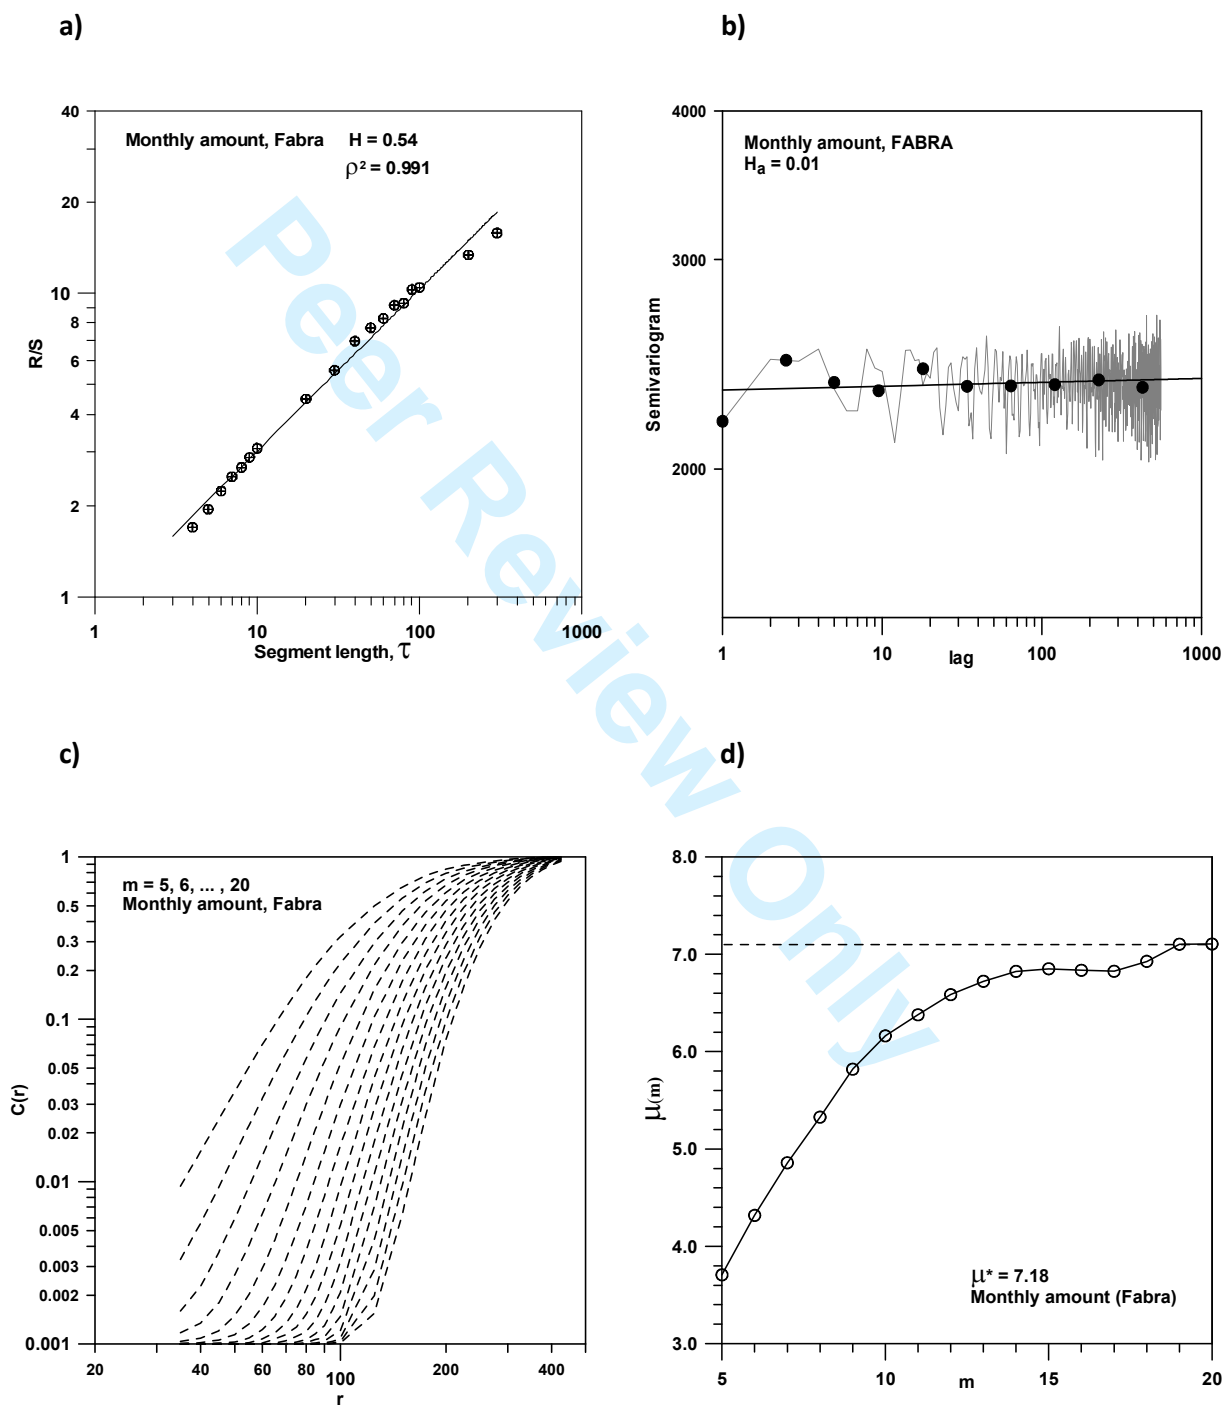 a)
40
20
10
8
6
4
2
1
R/S
Monthly amount, Fabra H = 0.54
ρ² = 0.991
1
10
100
1000
Segment length, τ
b)
4000
3000
2000
Semivariogram
Monthly amount, FABRA
Ha = 0.01
1
10
100
1000
lag
c)
1
0.5
0.3
0.2
0.1
0.05
0.03
0.02
0.01
0.005
0.003
0.002
0.001
C(r)
m = 5, 6, ... , 20
Monthly amount, Fabra
20
40
60
80
100
200
400
r
d)
8.0
7.0
6.0
5.0
4.0
3.0
μ(m)
μ* = 7.18
Monthly amount (Fabra)
5
10
15
20
m
Peer Review Only